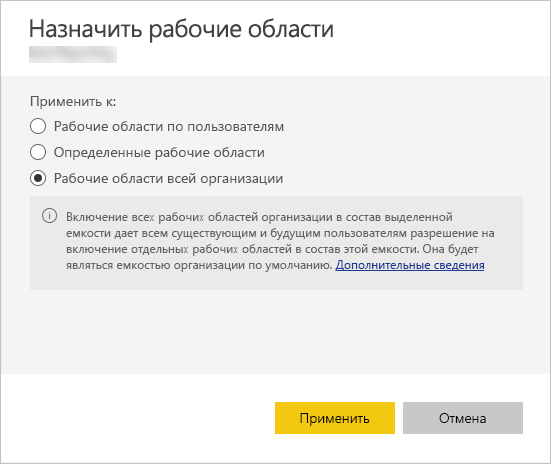 Назначить рабочие области
Применить к:
Рабочие области по пользователям
Определенные рабочие области
Рабочие области всей организации
Включение всех рабочих областей организации в состав выделенной
емкости дает всем существующим и будущим пользователям разрешение на
включение отдельных рабочих областей в состав этой емкости. Она будет
являться емкостью организации по умолчанию. Дополнительные сведения
Применить
Отмена